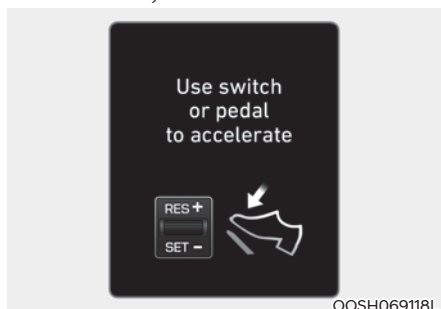 Use switch
or pedal
to accelerate
RES +
SET -
OOSH069118L